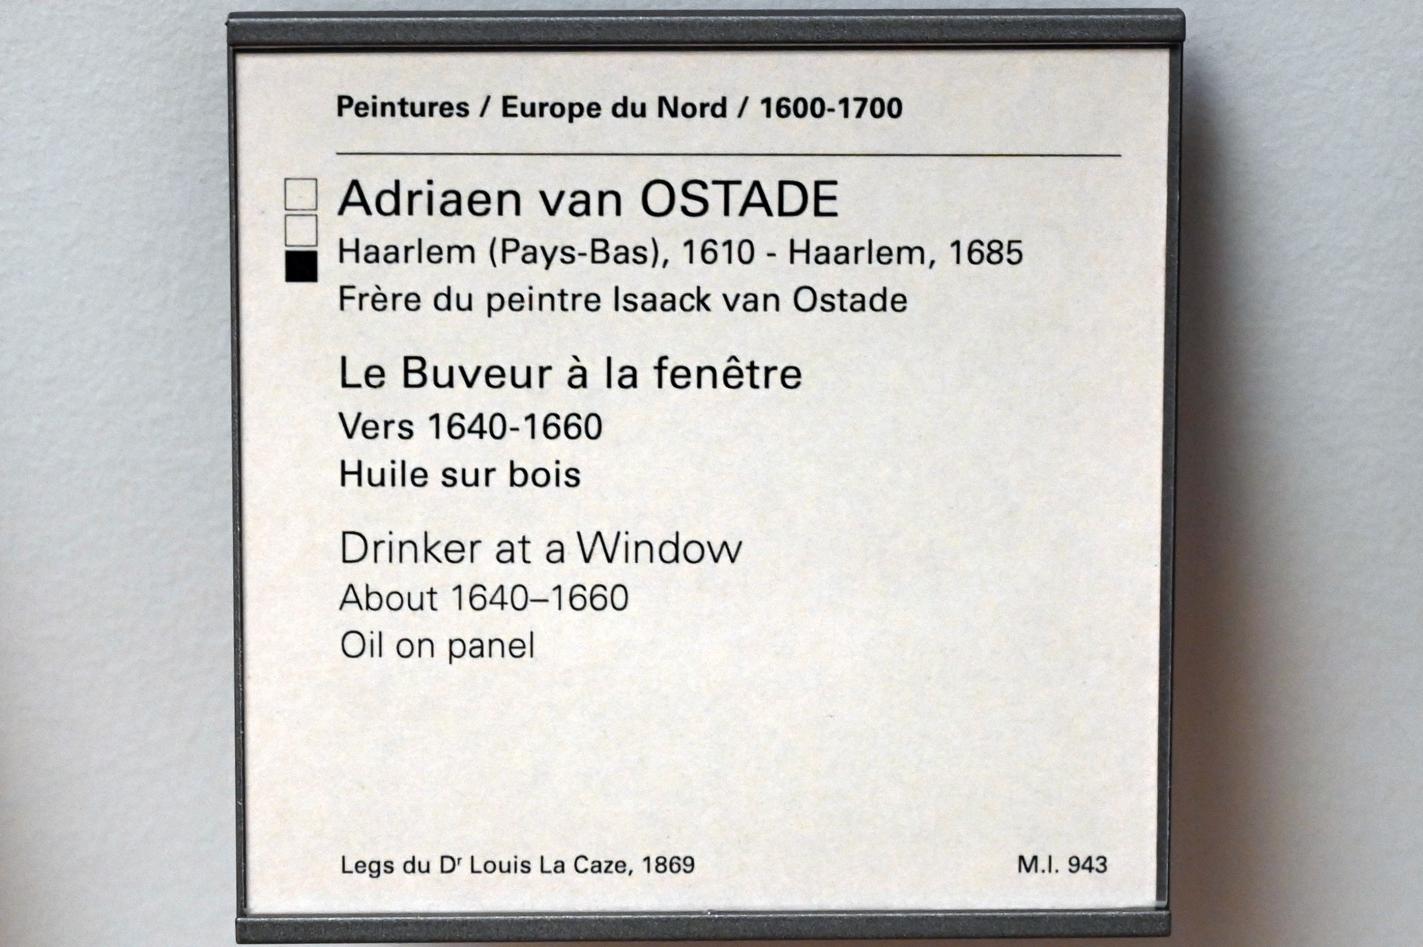 Peintures / Europe du Nord / 1600-1700
Adriaen van OSTADE
Haarlem (Pays-Bas), 1610 - Haarlem, 1685
Frère du peintre Isaack van Ostade
Le Buveur à la fenêtre
Vers 1640-1660
Huile sur bois
Drinker at a Window
About 1640–1660
Oil on panel
Legs du Dʳ Louis La Caze, 1869
M.I. 943